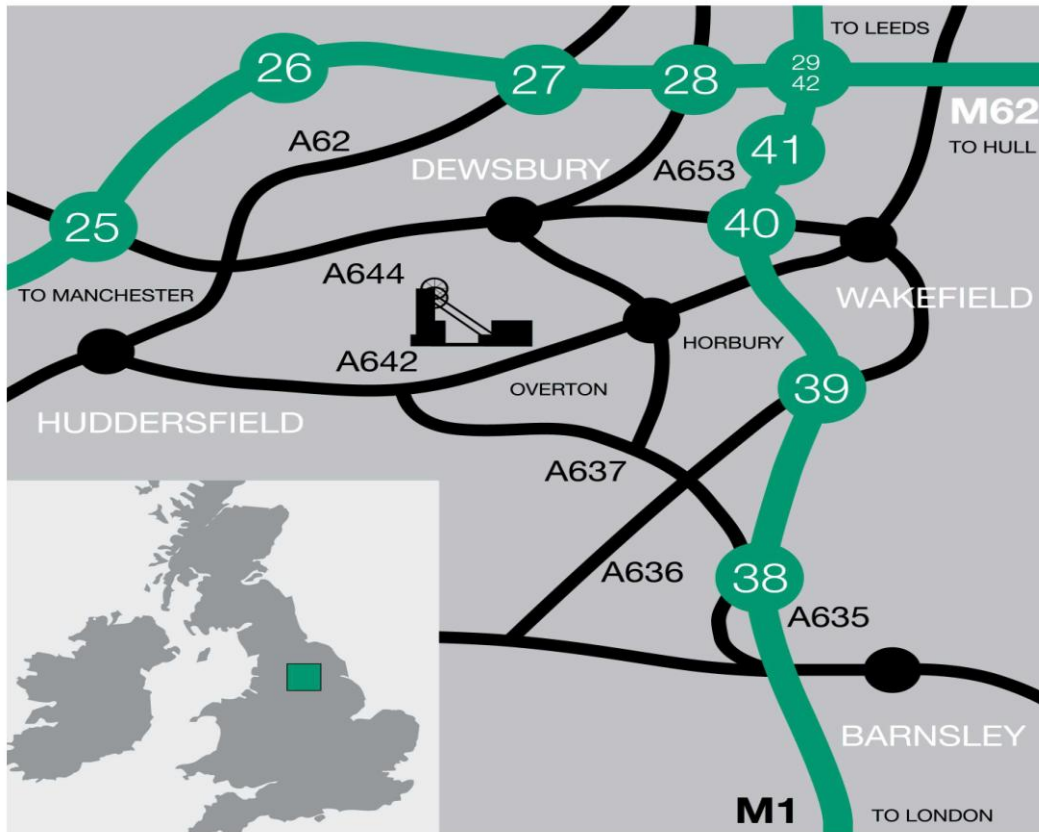 TO LEEDS
26
27
28
29
42
M62
A62
TO HULL
41
DEWSBURY
A653
25
40
A644
TO MANCHESTER
WAKEFIELD
HORBURY
A642
OVERTON
39
HUDDERSFIELD
A637
A636
38
A635
BARNSLEY
M1
TO LONDON